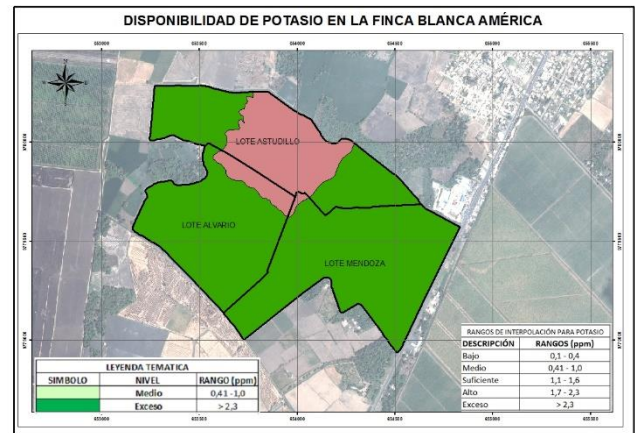 DISPONIBILIDAD DE POTASIO EN LA FINCA BLANCA AMÉRICA
LOTE ASTUDILLO
LOTE ALVARIO
LOTE MENDOZA
LEYENDA TEMATICA
SIMBOLO NIVEL RANGO (ppm)
Medio 0,41 - 1,0
Exceso > 2,3
RANGOS DE INTERPOLACIÓN PARA POTASIO
DESCRIPCIÓN RANGOS (ppm)
Bajo 0,1 - 0,4
Medio 0,41 - 1,0
Suficiente 1,1 - 1,6
Alto 1,7 - 2,3
Exceso > 2,3